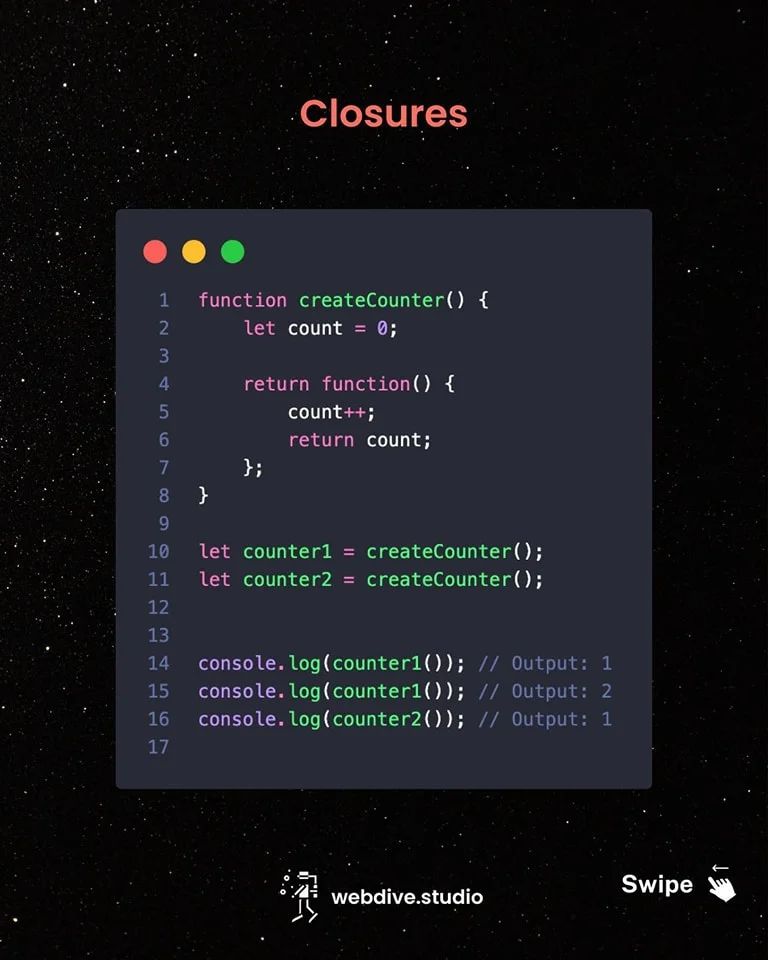 Closures
1 function createCounter() {
2     let count = 0;
3
4     return function() {
5         count++;
6         return count;
7     };
8 }
9
10 let counter1 = createCounter();
11 let counter2 = createCounter();
12
13
14 console.log(counter1()); // Output: 1
15 console.log(counter1()); // Output: 2
16 console.log(counter2()); // Output: 1
17
webdive.studio
Swipe